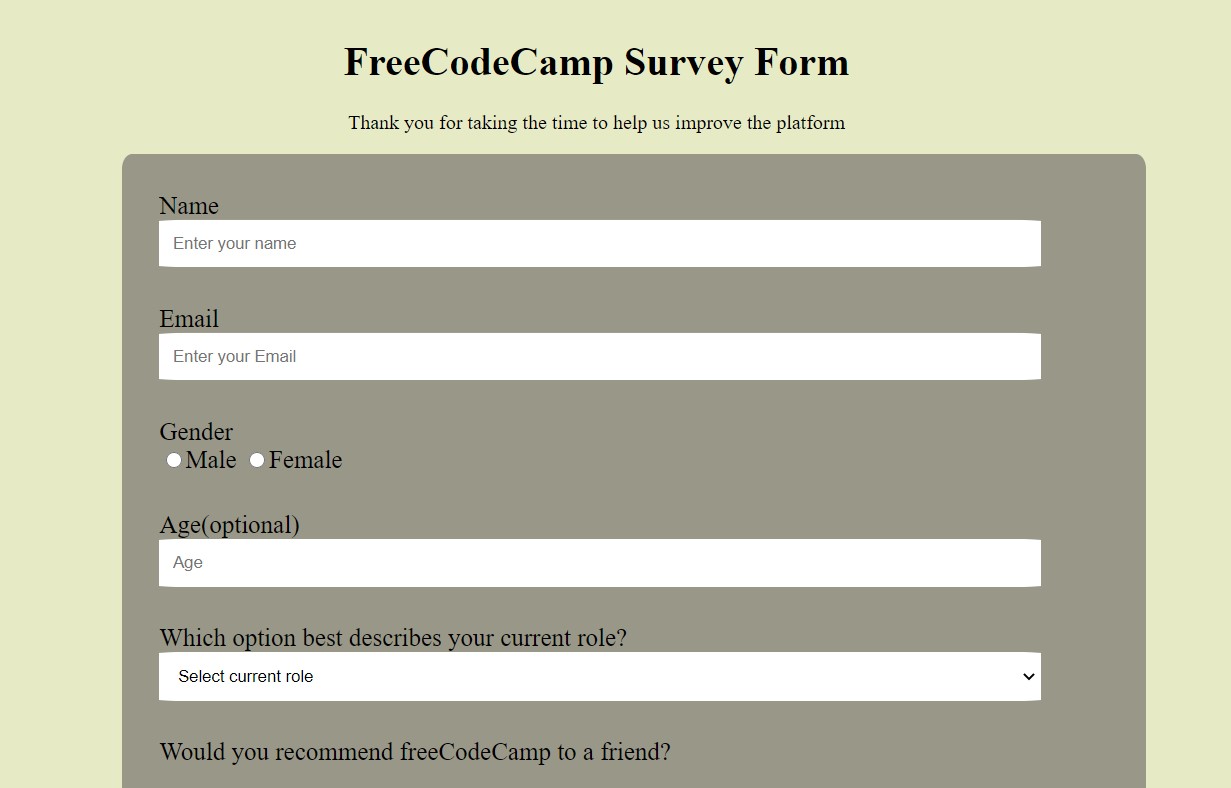 FreeCodeCamp Survey Form
Thank you for taking the time to help us improve the platform
Name
Enter your name
Email
Enter your Email
Gender
Male Female
Age(optional)
Age
Which option best describes your current role?
Select current role
Would you recommend freeCodeCamp to a friend?